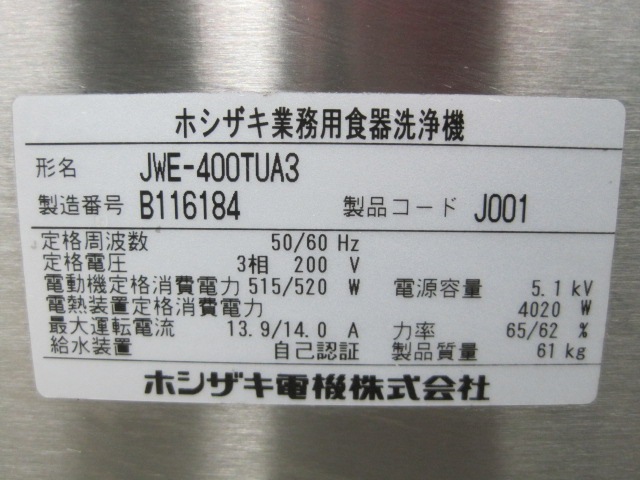 ホシザキ業務用食器洗浄機
形名 JWE-400TUA3
製造番号 B116184 製品コード J001
定格周波数 50/60 Hz
定格電圧 3相 200 V
電動機定格消費電力 515/520 W 電源容量 5.1 kV
電熱装置定格消費電力 4020 W
最大運転電流 13.9/14.0 A 力率 65/62 %
給水装置 自己認証 製品質量 61 kg
ホシザキ電機株式会社